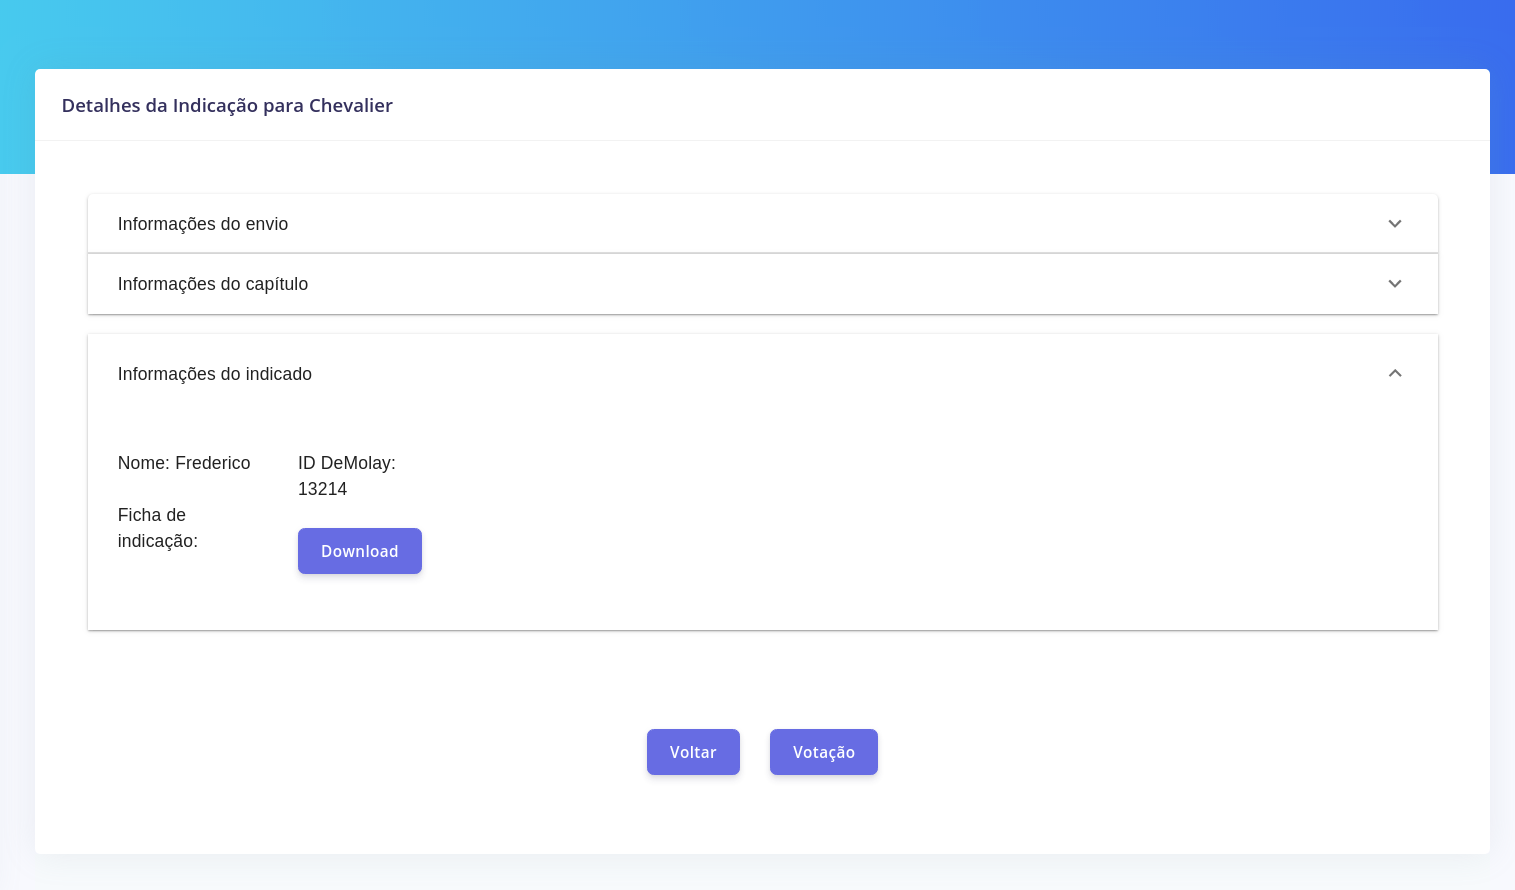 Detalhes da Indicação para Chevalier
Informações do envio
Informações do capítulo
Informações do indicado
Nome: Frederico
ID DeMolay:
13214
Ficha de
indicação:
Download
Voltar
Votação